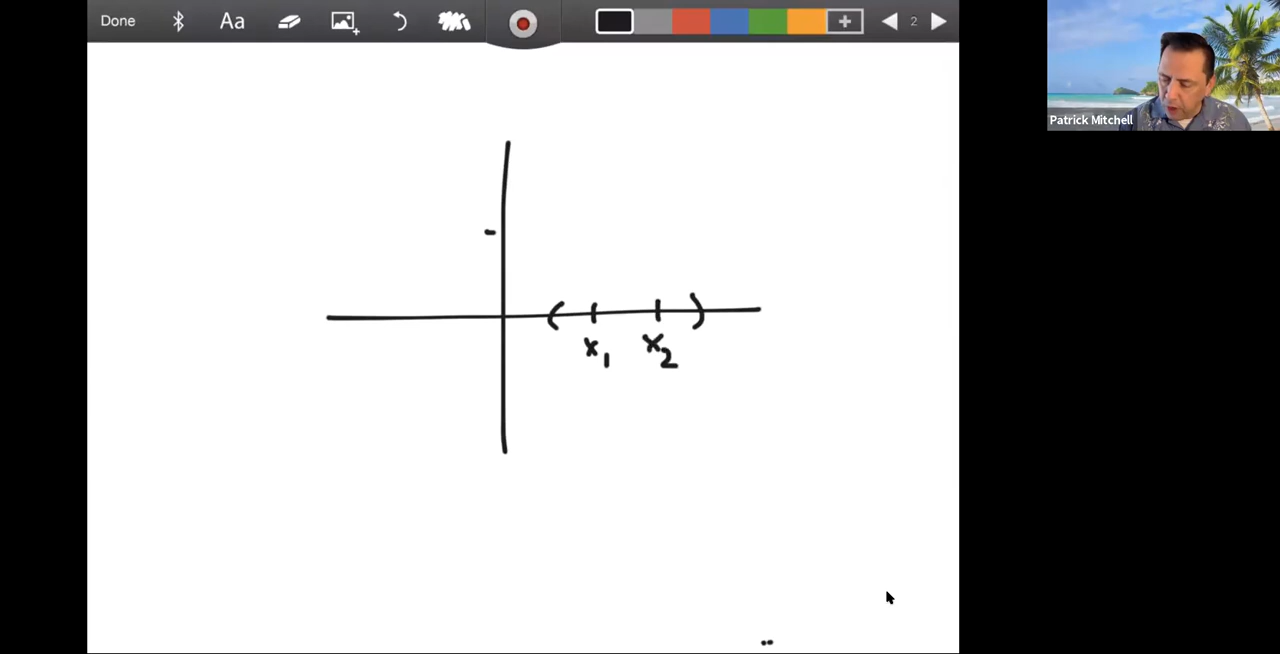 Done Aa 2
Patrick Mitchell
( x₁ x₂ )